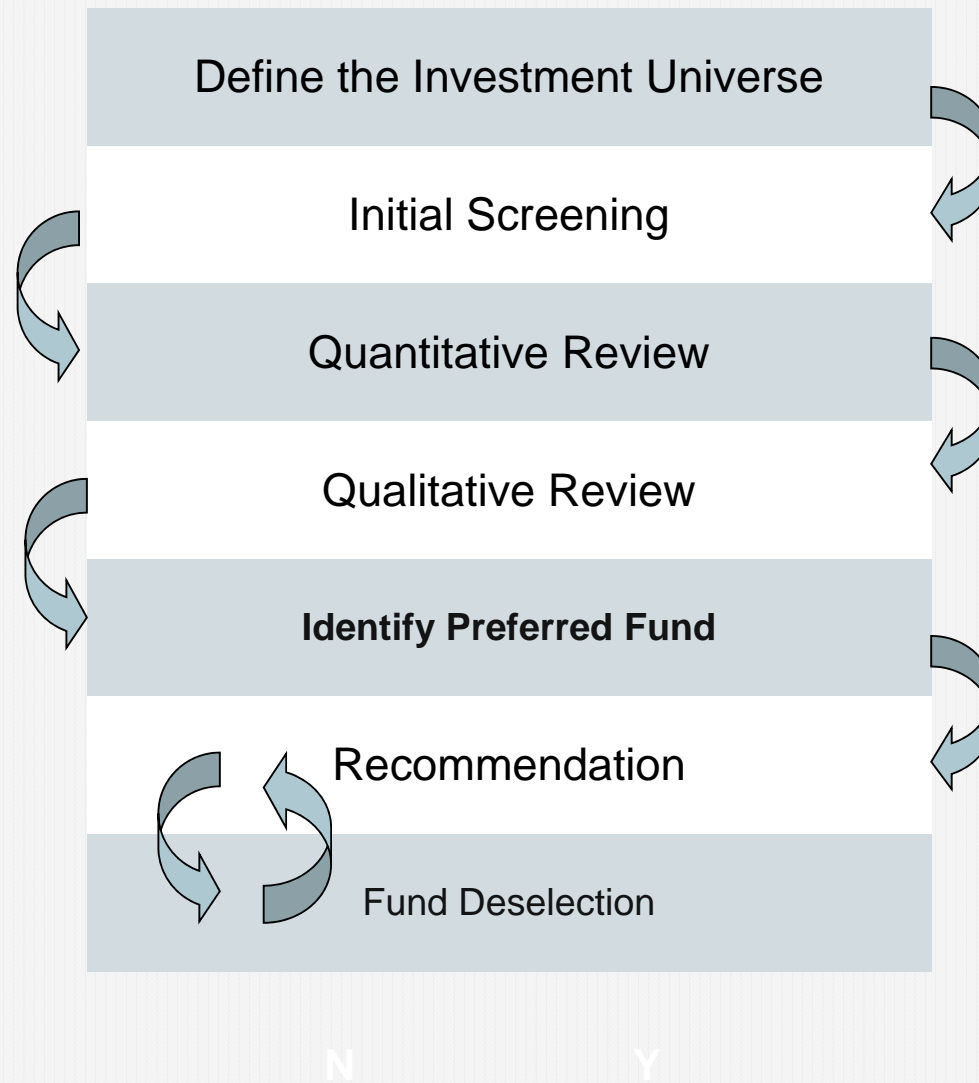 Define the Investment Universe
Initial Screening
Quantitative Review
Qualitative Review
Identify Preferred Fund
Recommendation
Fund Deselection
N Y